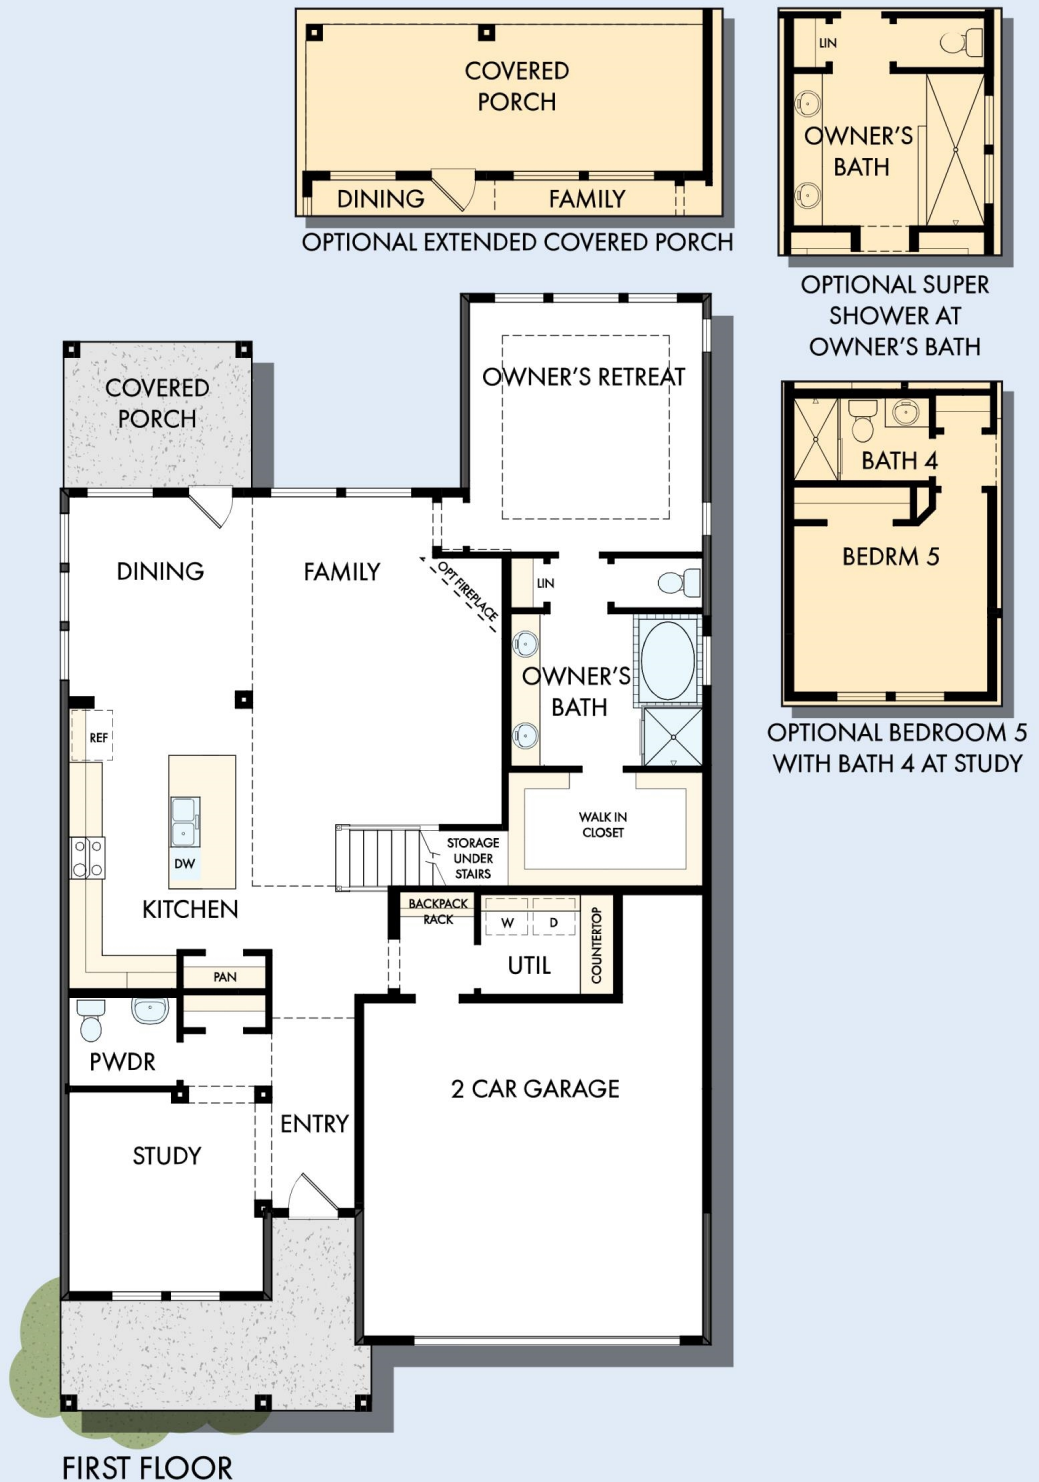 COVERED
PORCH
DINING
FAMILY
OPTIONAL EXTENDED COVERED PORCH
LIN
OWNER'S
BATH
OPTIONAL SUPER
SHOWER AT
OWNER'S BATH
BATH 4
BEDRM 5
OPTIONAL BEDROOM 5
WITH BATH 4 AT STUDY
COVERED
PORCH
OWNER'S RETREAT
DINING
FAMILY
OPT FIREPLACE
LIN
OWNER'S
BATH
REF
DW
KITCHEN
WALK IN
CLOSET
STORAGE
UNDER
STAIRS
BACKPACK
RACK
W
D
COUNTERTOP
UTIL
PAN
PWDR
STUDY
ENTRY
2 CAR GARAGE
FIRST FLOOR